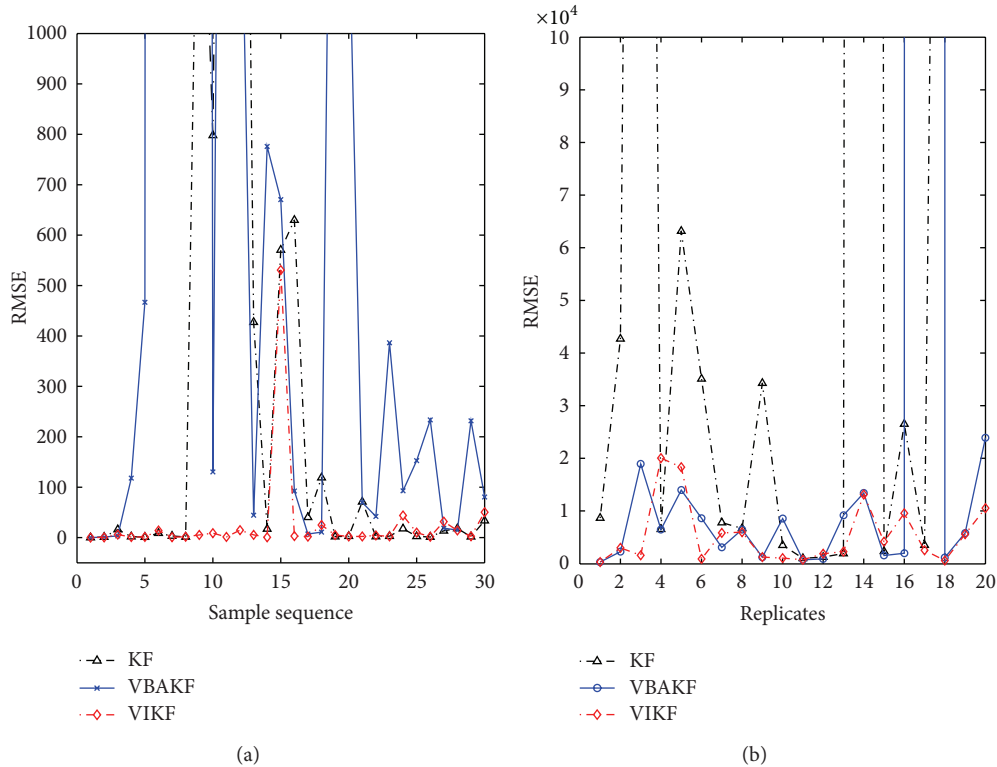 1000
900
800
700
600
500
400
300
200
100
0
RMSE
0 5 10 15 20 25 30
Sample sequence
KF
VBAKF
VIKF
(a)
×10⁴
10
9
8
7
6
5
4
3
2
1
0
RMSE
0 2 4 6 8 10 12 14 16 18 20
Replicates
KF
VBAKF
VIKF
(b)